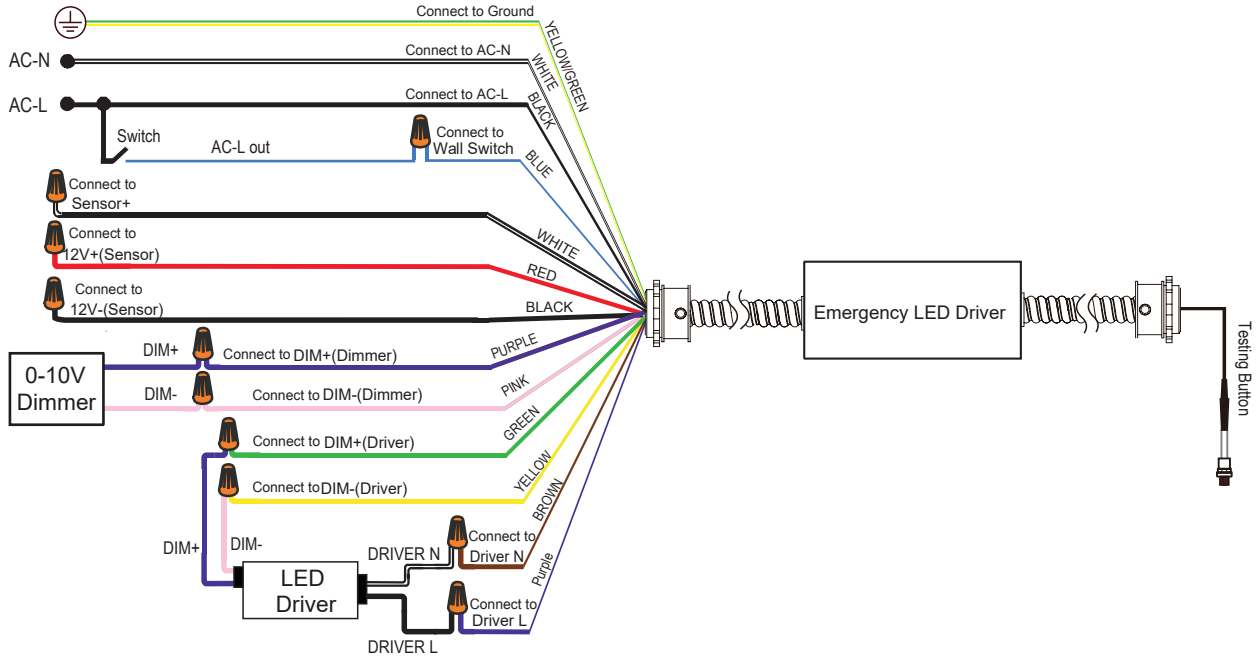 Connect to Ground
YELLOW/GREEN
AC-N
Connect to AC-N
WHITE
AC-L
Connect to AC-L
BLACK
Switch
AC-L out
Connect to
Wall Switch
BLUE
Connect to
Sensor+
WHITE
Connect to
12V+(Sensor)
RED
Connect to
12V-(Sensor)
BLACK
DIM+
Connect to DIM+(Dimmer)
PURPLE
0-10V
Dimmer
DIM-
Connect to DIM-(Dimmer)
PINK
Connect to DIM+(Driver)
GREEN
Connect toDIM-(Driver)
YELLOW
DIM+
DIM-
DRIVER N
Connect to
Driver N
BROWN
LED
Driver
Connect to
Driver L
Purple
DRIVER L
Emergency LED Driver
Testing Button